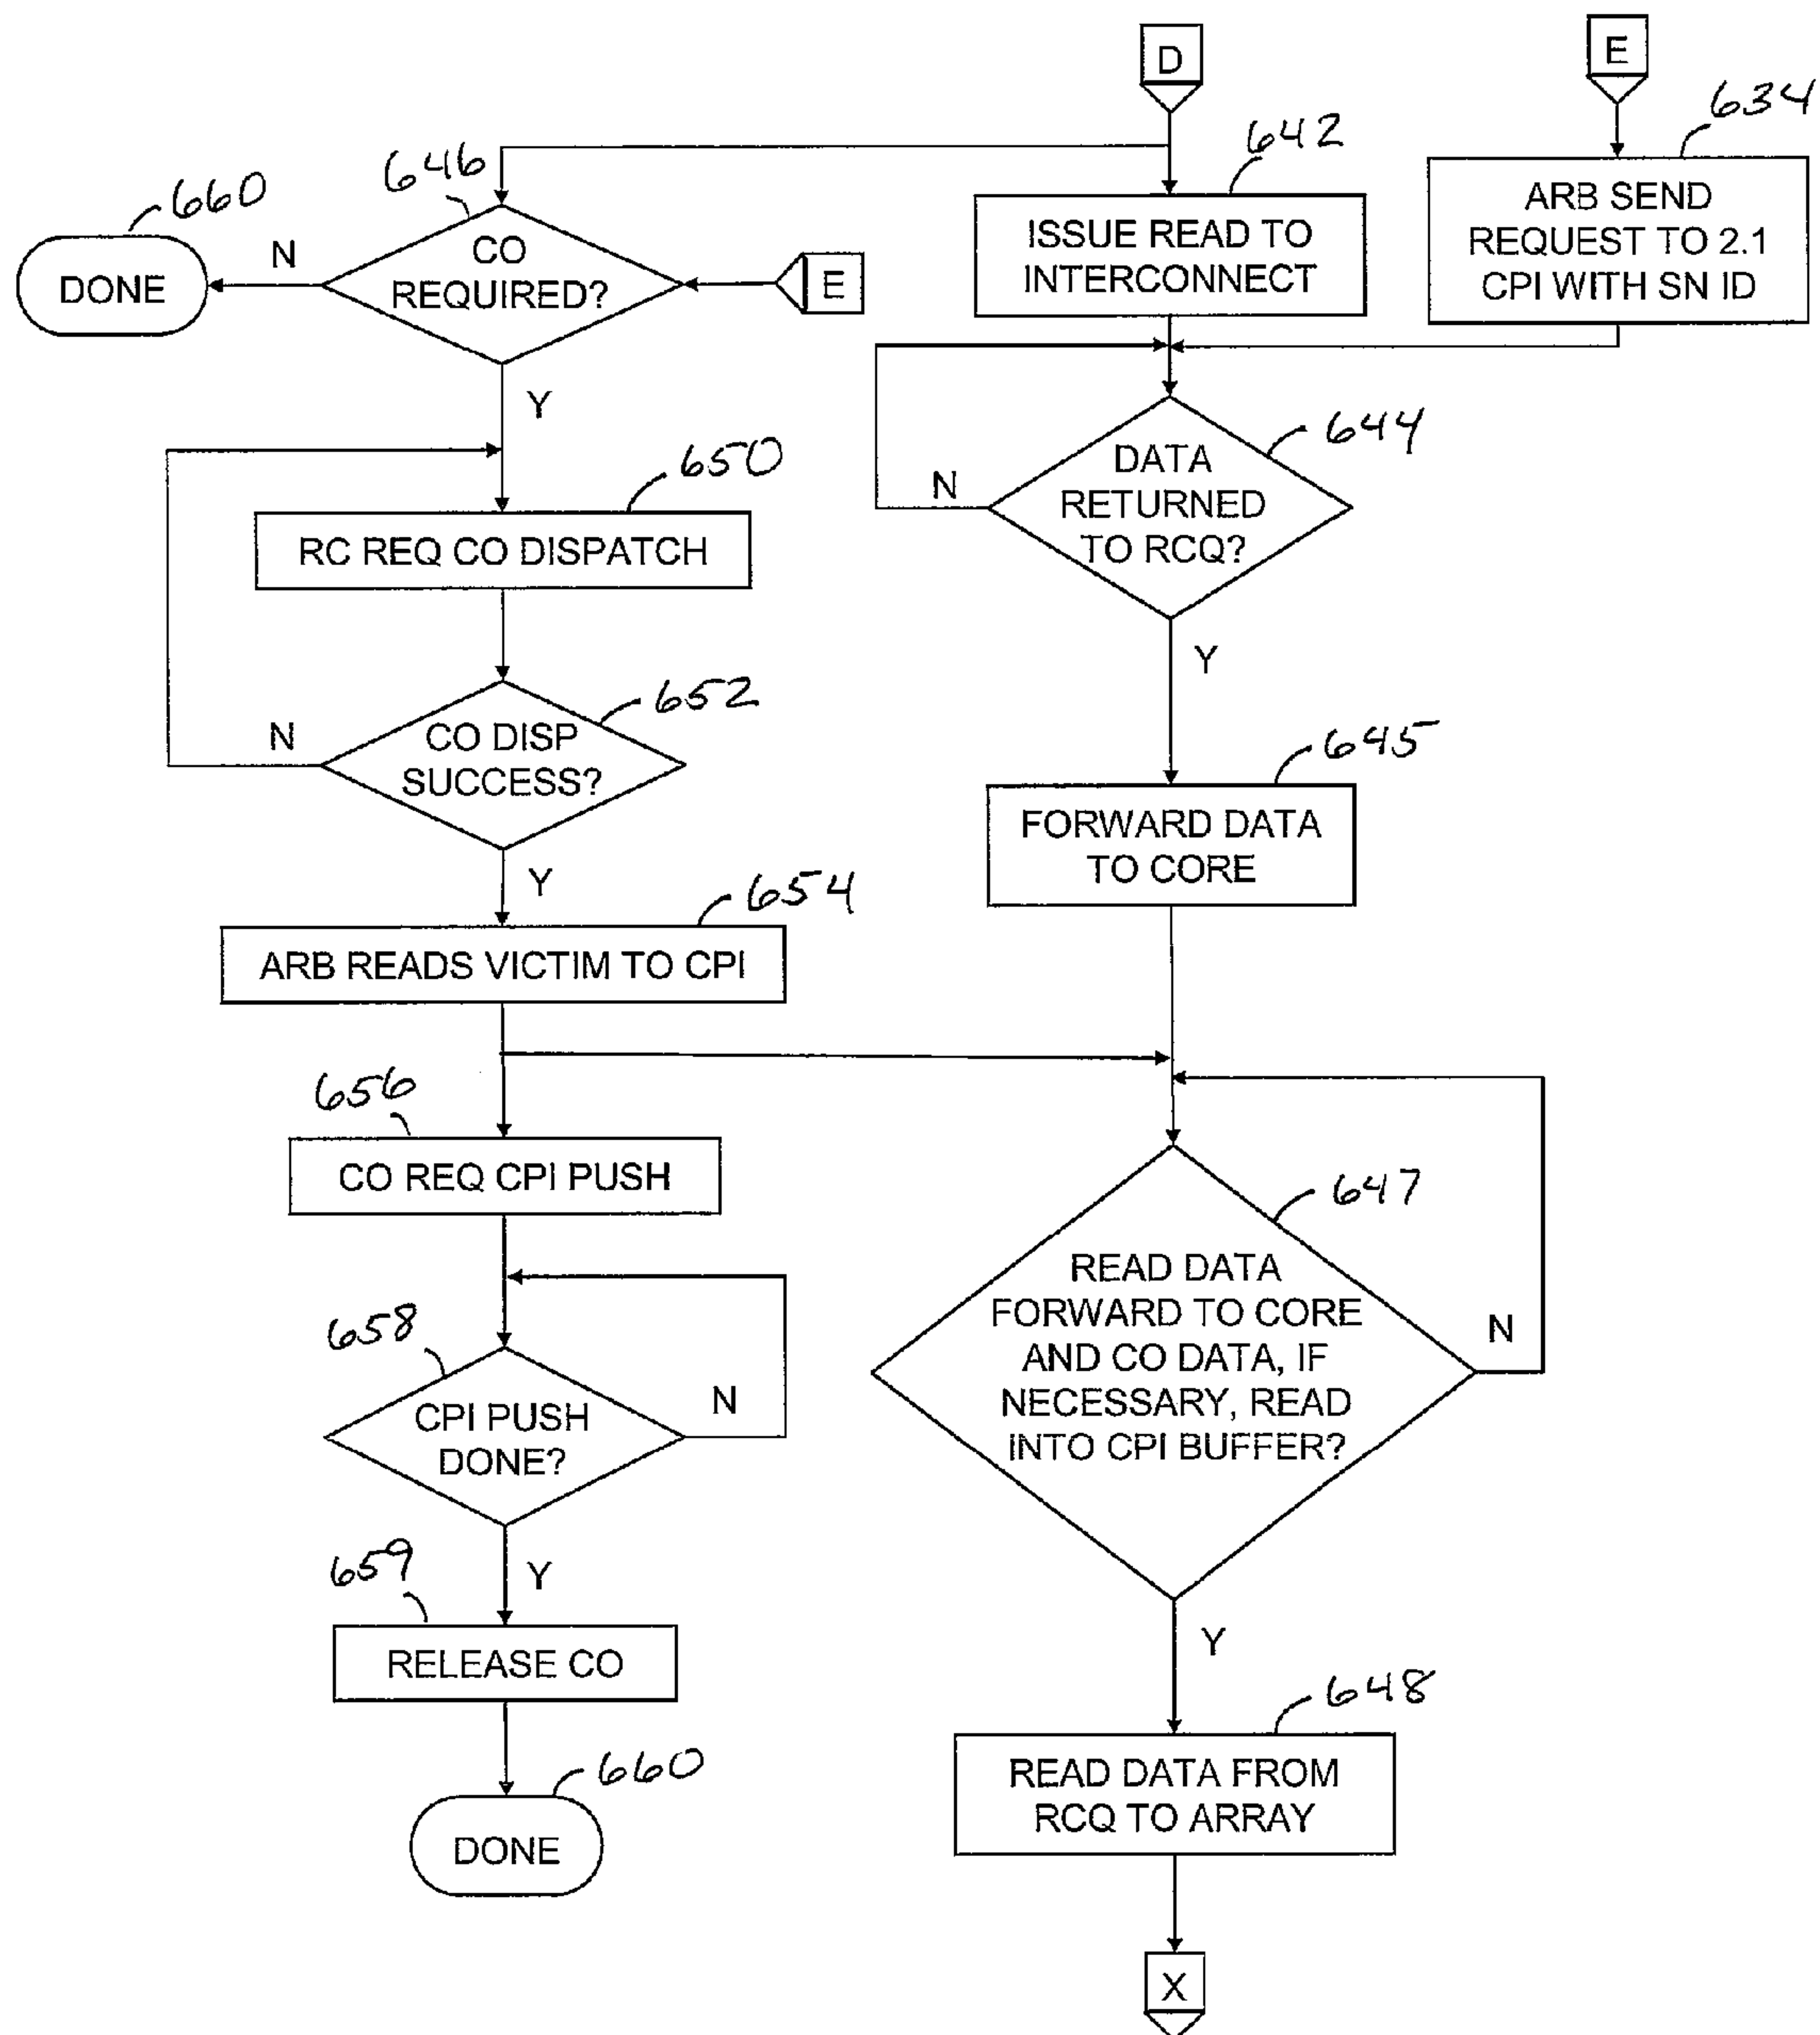 D
E
634
642
646
660
ARB SEND
REQUEST TO 2.1
CPI WITH SN ID
ISSUE READ TO
INTERCONNECT
CO
REQUIRED?
N
DONE
E
Y
644
DATA
RETURNED
TO RCQ?
N
650
RC REQ CO DISPATCH
Y
652
CO DISP
SUCCESS?
N
645
FORWARD DATA
TO CORE
Y
654
ARB READS VICTIM TO CPI
656
CO REQ CPI PUSH
647
READ DATA
FORWARD TO CORE
AND CO DATA, IF
NECESSARY, READ
INTO CPI BUFFER?
N
658
CPI PUSH
DONE?
N
Y
659
RELEASE CO
Y
648
READ DATA FROM
RCQ TO ARRAY
660
DONE
X